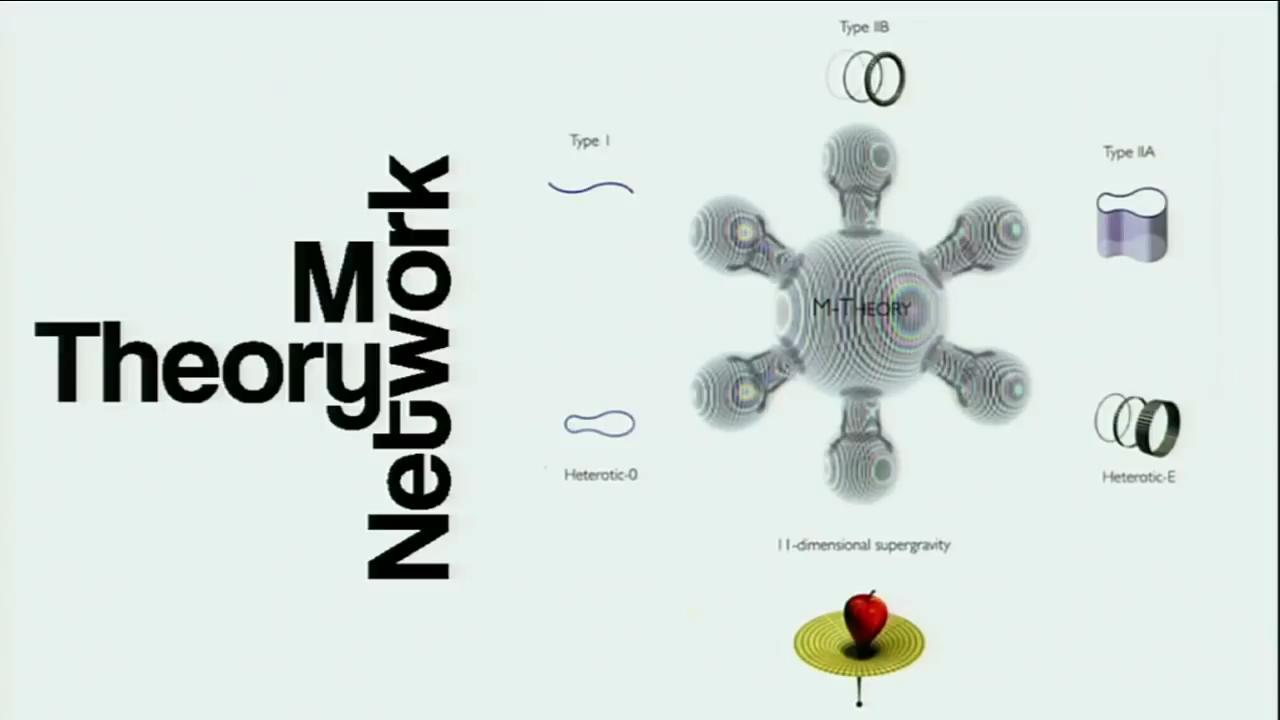 M
Theory
Network
Type IIB
Type I
Type IIA
M-THEORY
Heterotic-0
Heterotic-E
11-dimensional supergravity